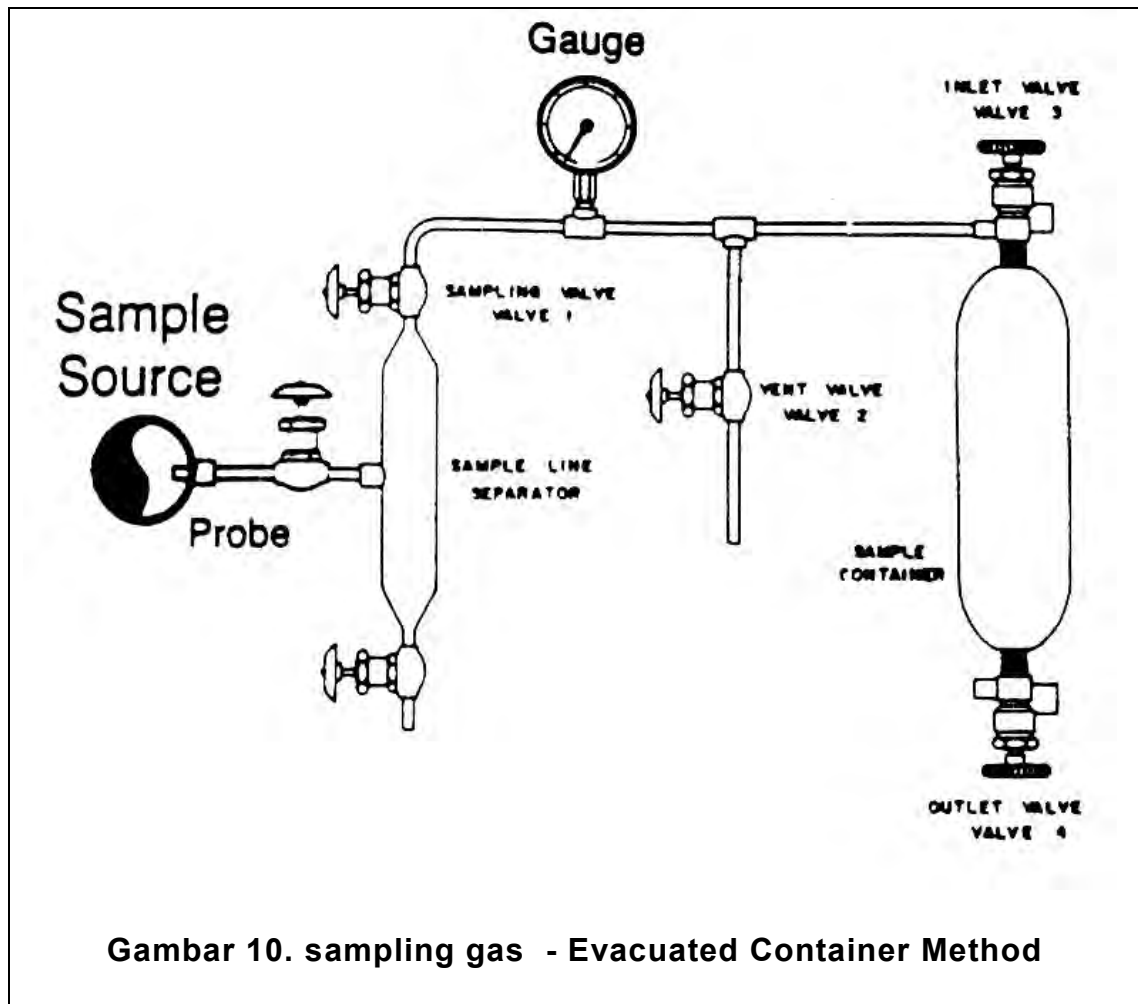 Gauge
INLET VALVE
VALVE 3
SAMPLING VALVE
VALVE 1
Sample
Source
VENT VALVE
VALVE 2
SAMPLE LINE
SEPARATOR
Probe
SAMPLE
CONTAINER
OUTLET VALVE
VALVE 4
Gambar 10. sampling gas - Evacuated Container Method